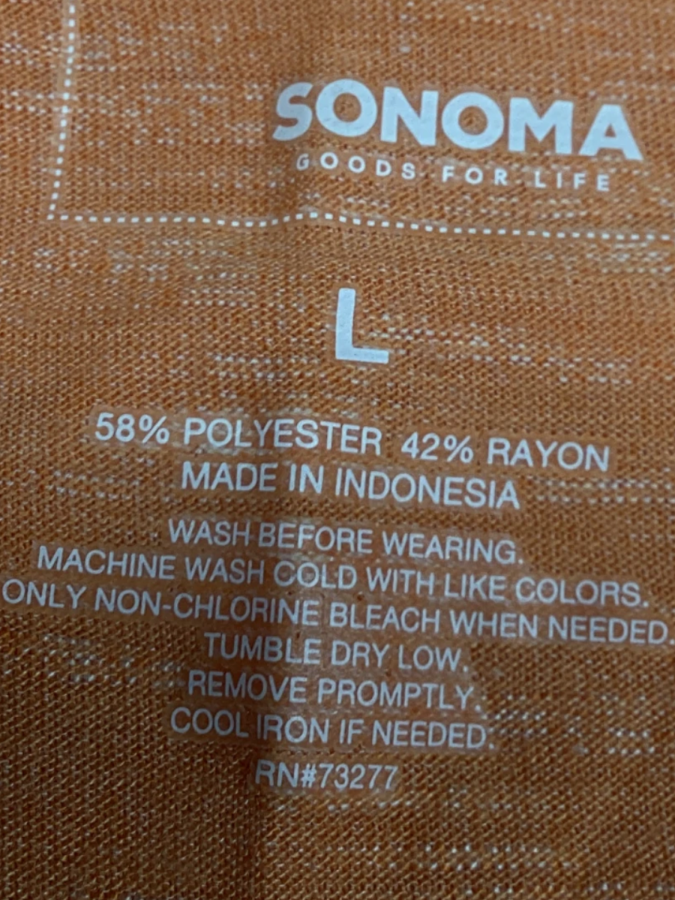 SONOMA
GOODS FOR LIFE
L
58% POLYESTER 42% RAYON
MADE IN INDONESIA
WASH BEFORE WEARING.
MACHINE WASH COLD WITH LIKE COLORS.
ONLY NON-CHLORINE BLEACH WHEN NEEDED.
TUMBLE DRY LOW.
REMOVE PROMPTLY.
COOL IRON IF NEEDED.
RN#73277